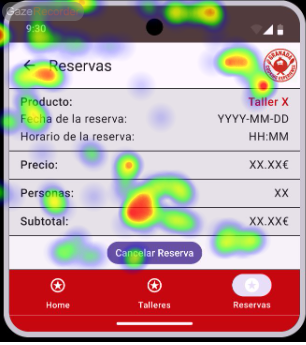 GazeRecorder
9:30
Reservas
Producto: Taller X
Fecha de la reserva: YYYY-MM-DD
Horario de la reserva: HH:MM
Precio: XX.XX€
Personas: XX
Subtotal: XX.XX€
Cancelar Reserva
Home Talleres Reservas